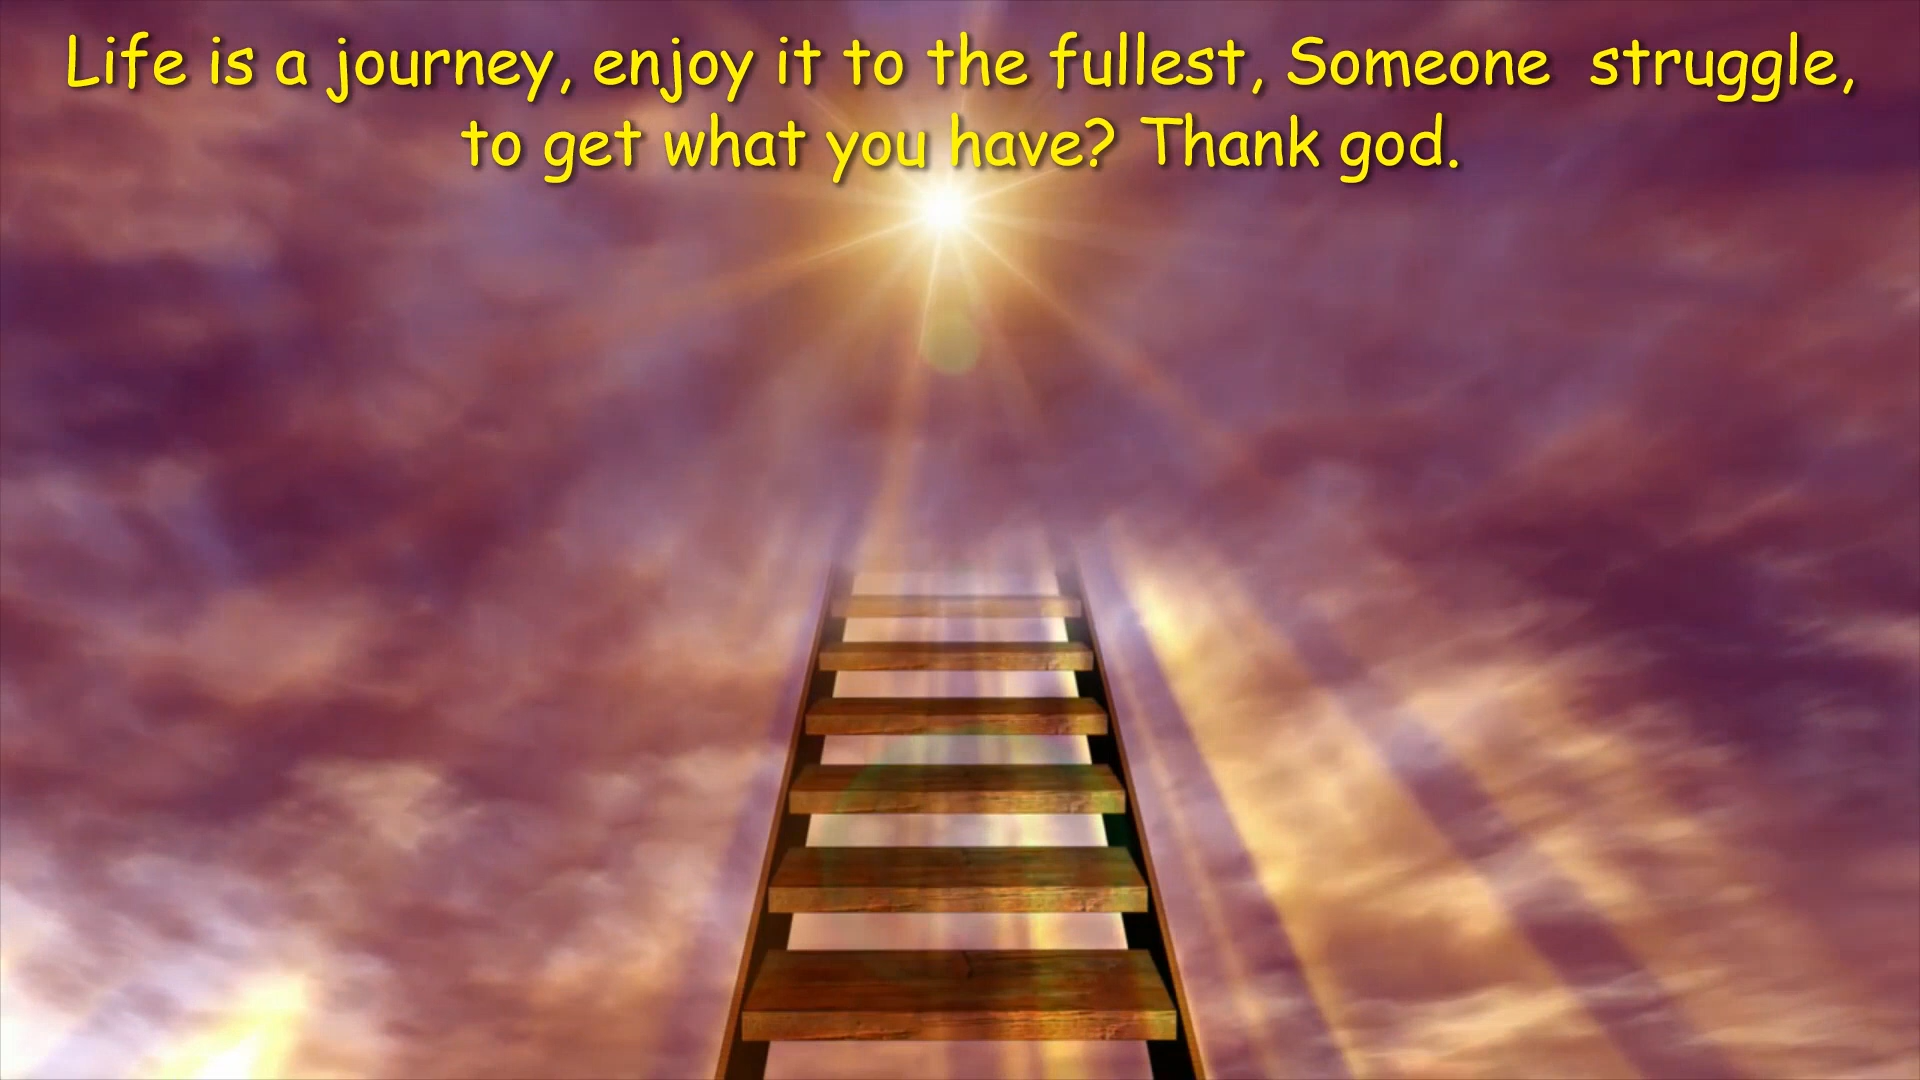 Life is a journey, enjoy it to the fullest, Someone  struggle,
to get what you have? Thank god.